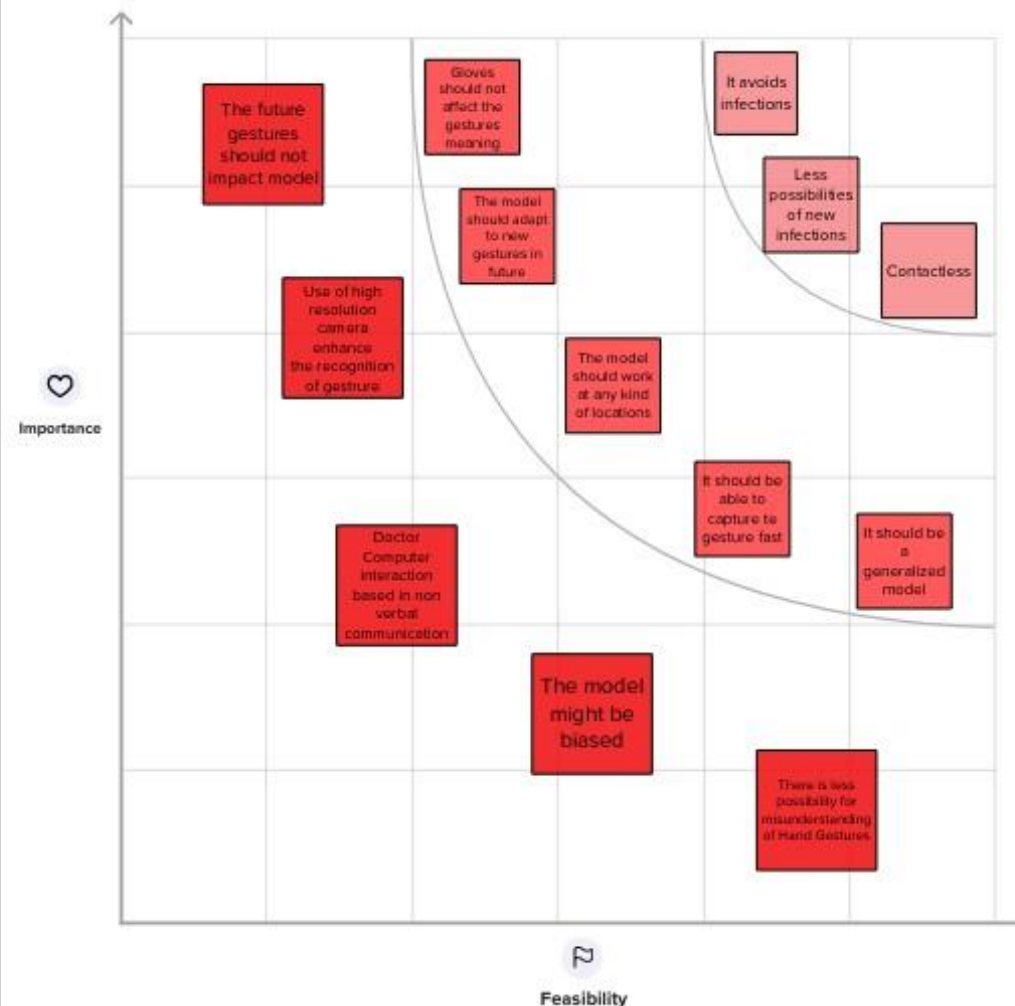 It avoids
infections
Gloves
should not
affect the
gestures
meaning
The future
gestures
should not
impact model
Less
possibilities
of new
infections
The model
should adapt
to new
gestures in
future
Contactless
Use of high
resolution
camera
enhance
the recognition
of gestrure
The model
should work
at any kind
of locations
Importance
It should be
able to
capture te
gesture fast
It should be
a
generalized
model
Doctor
Computer
interaction
based in non
verbal
communication
The model
might be
biased
There is less
possibility for
misunderstanding
of Hand Gestures.
Feasibility